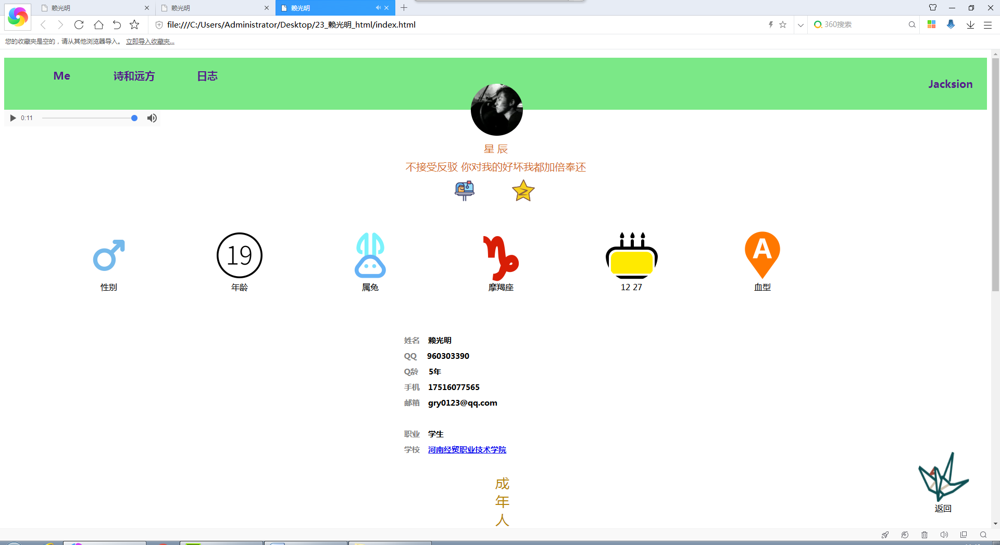 赖光明
赖光明
赖光明
file:///C:/Users/Administrator/Desktop/23_赖光明_html/index.html
360搜索
您的收藏夹是空的，请从其他浏览器导入。 立即导入收藏夹...
Me 诗和远方 日志
Jacksion
0:11
星 辰
不接受反驳 你对我的好坏我都加倍奉还
19
A
性别 年龄 属兔 摩羯座 12 27 血型
姓名 赖光明
QQ 960303390
Q龄 5年
手机 17516077565
邮箱 gry0123@qq.com
职业 学生
学校 河南经贸职业技术学院
成
年
人
返回